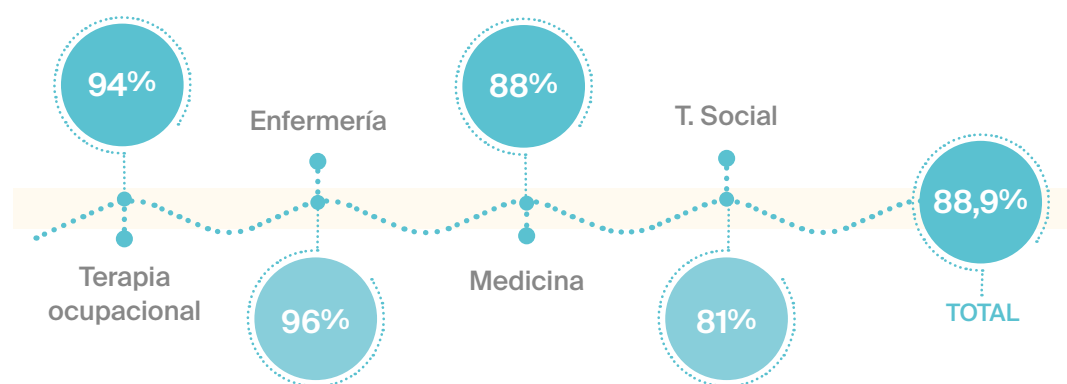 94%
Terapia
ocupacional
Enfermería
96%
88%
Medicina
T. Social
81%
88,9%
TOTAL